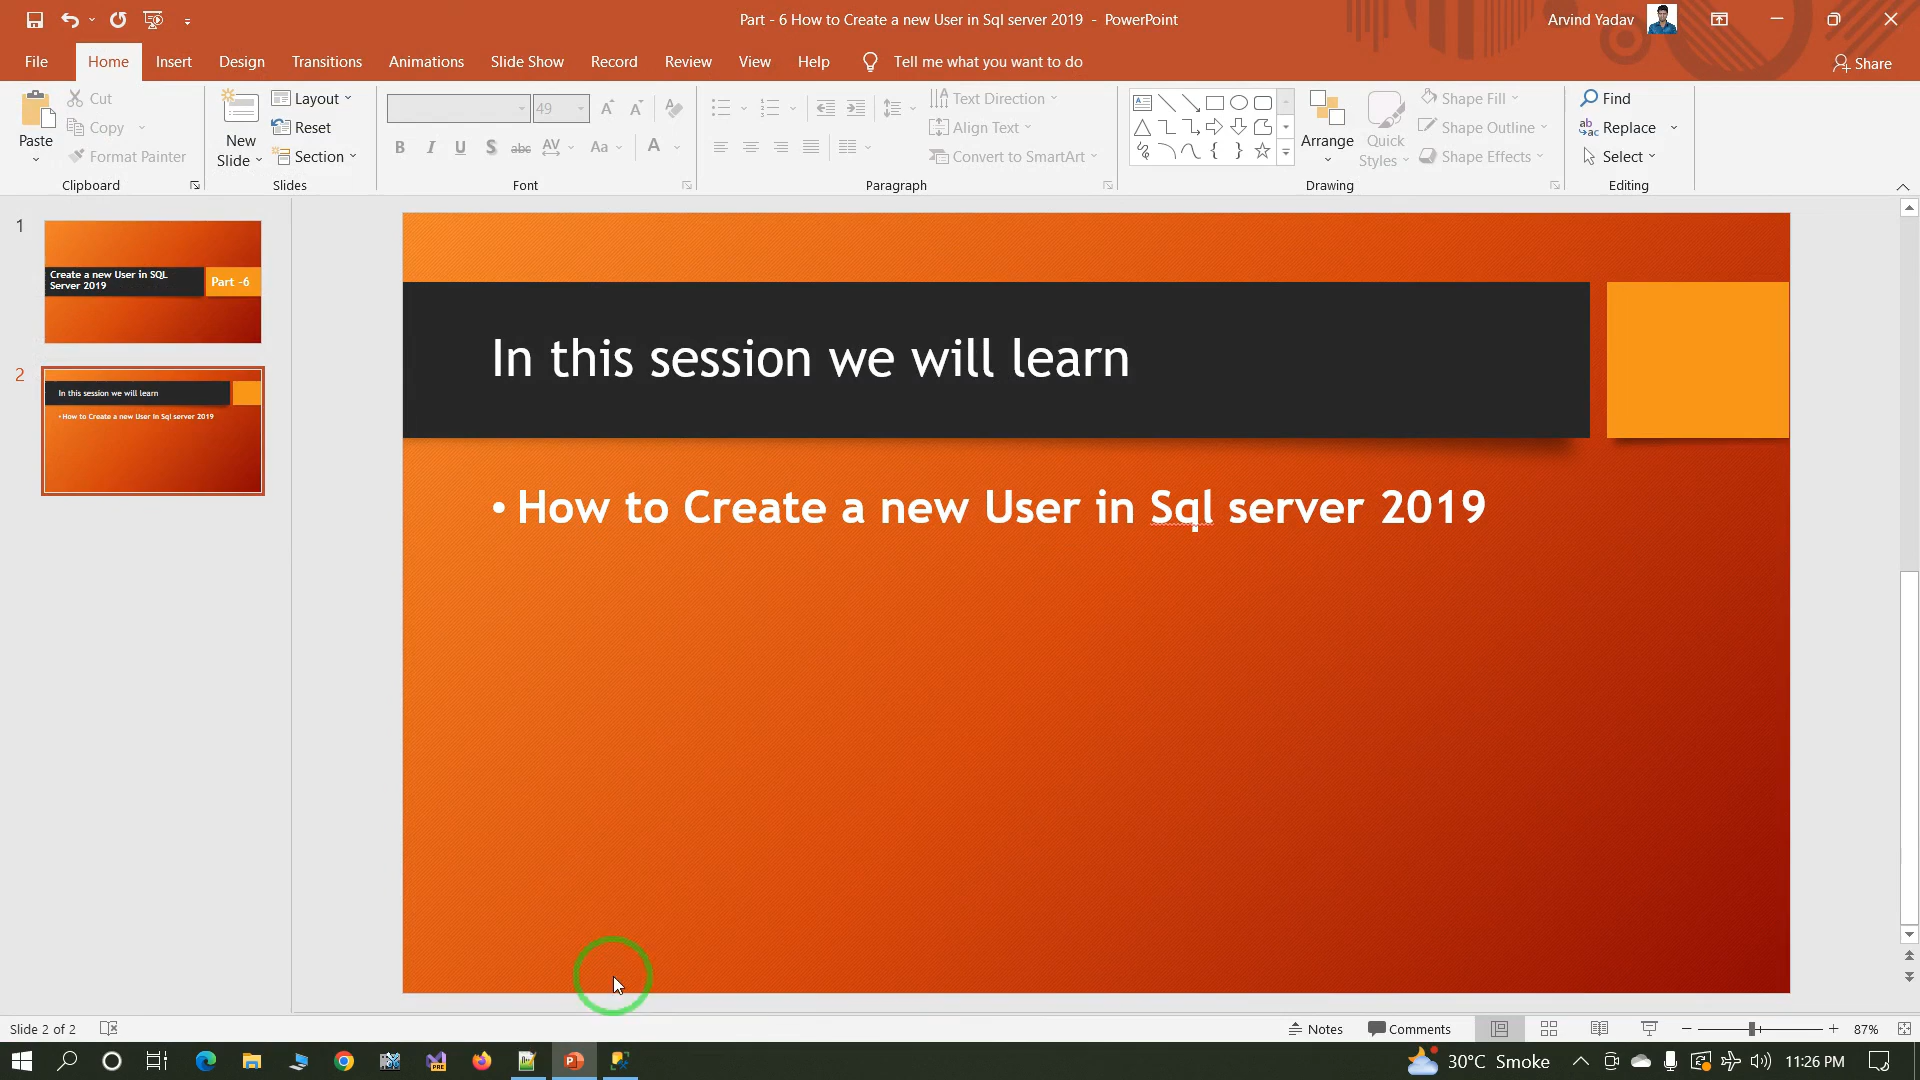 Part - 6 How to Create a new User in Sql server 2019 - PowerPoint
Arvind Yadav
File Home Insert Design Transitions Animations Slide Show Record Review View Help Tell me what you want to do
Share
Paste
Cut
Copy
Format Painter
Clipboard
New Slide
Layout
Reset
Section
Slides
49
B I U S abc AV Aa A
Font
Text Direction
Align Text
Convert to SmartArt
Paragraph
Arrange
Quick Styles
Shape Fill
Shape Outline
Shape Effects
Drawing
Find
Replace
Select
Editing
1
Create a new User in SQL
Server 2019
Part -6
2
In this session we will learn
• How to Create a new User in Sql server 2019
In this session we will learn
• How to Create a new User in Sql server 2019
Slide 2 of 2
Notes Comments 87%
30°C Smoke 11:26 PM